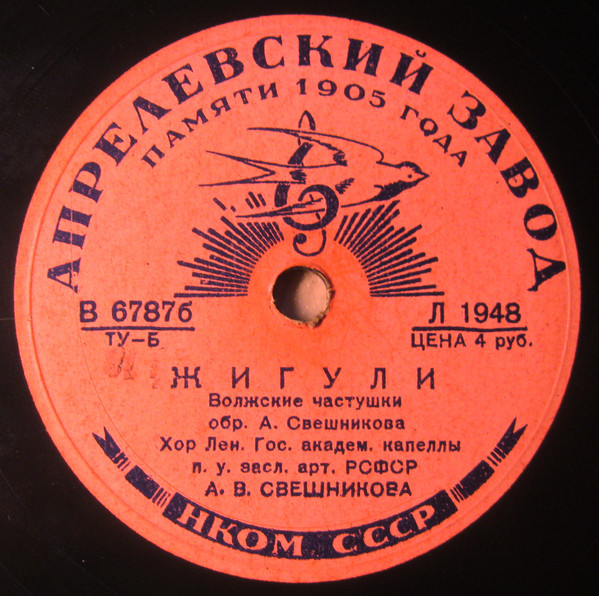 АПРЕЛЕВСКИЙ ЗАВОД
ПАМЯТИ 1905 ГОДА
В 6787б
ТУ-Б
Л 1948
ЦЕНА 4 руб.
ЖИГУЛИ
Волжские частушки
обр. А. Свешникова
Хор Лен. Гос. академ. капеллы
п. у. засл. арт. РСФСР
А. В. СВЕШНИКОВА
НКОМ СССР